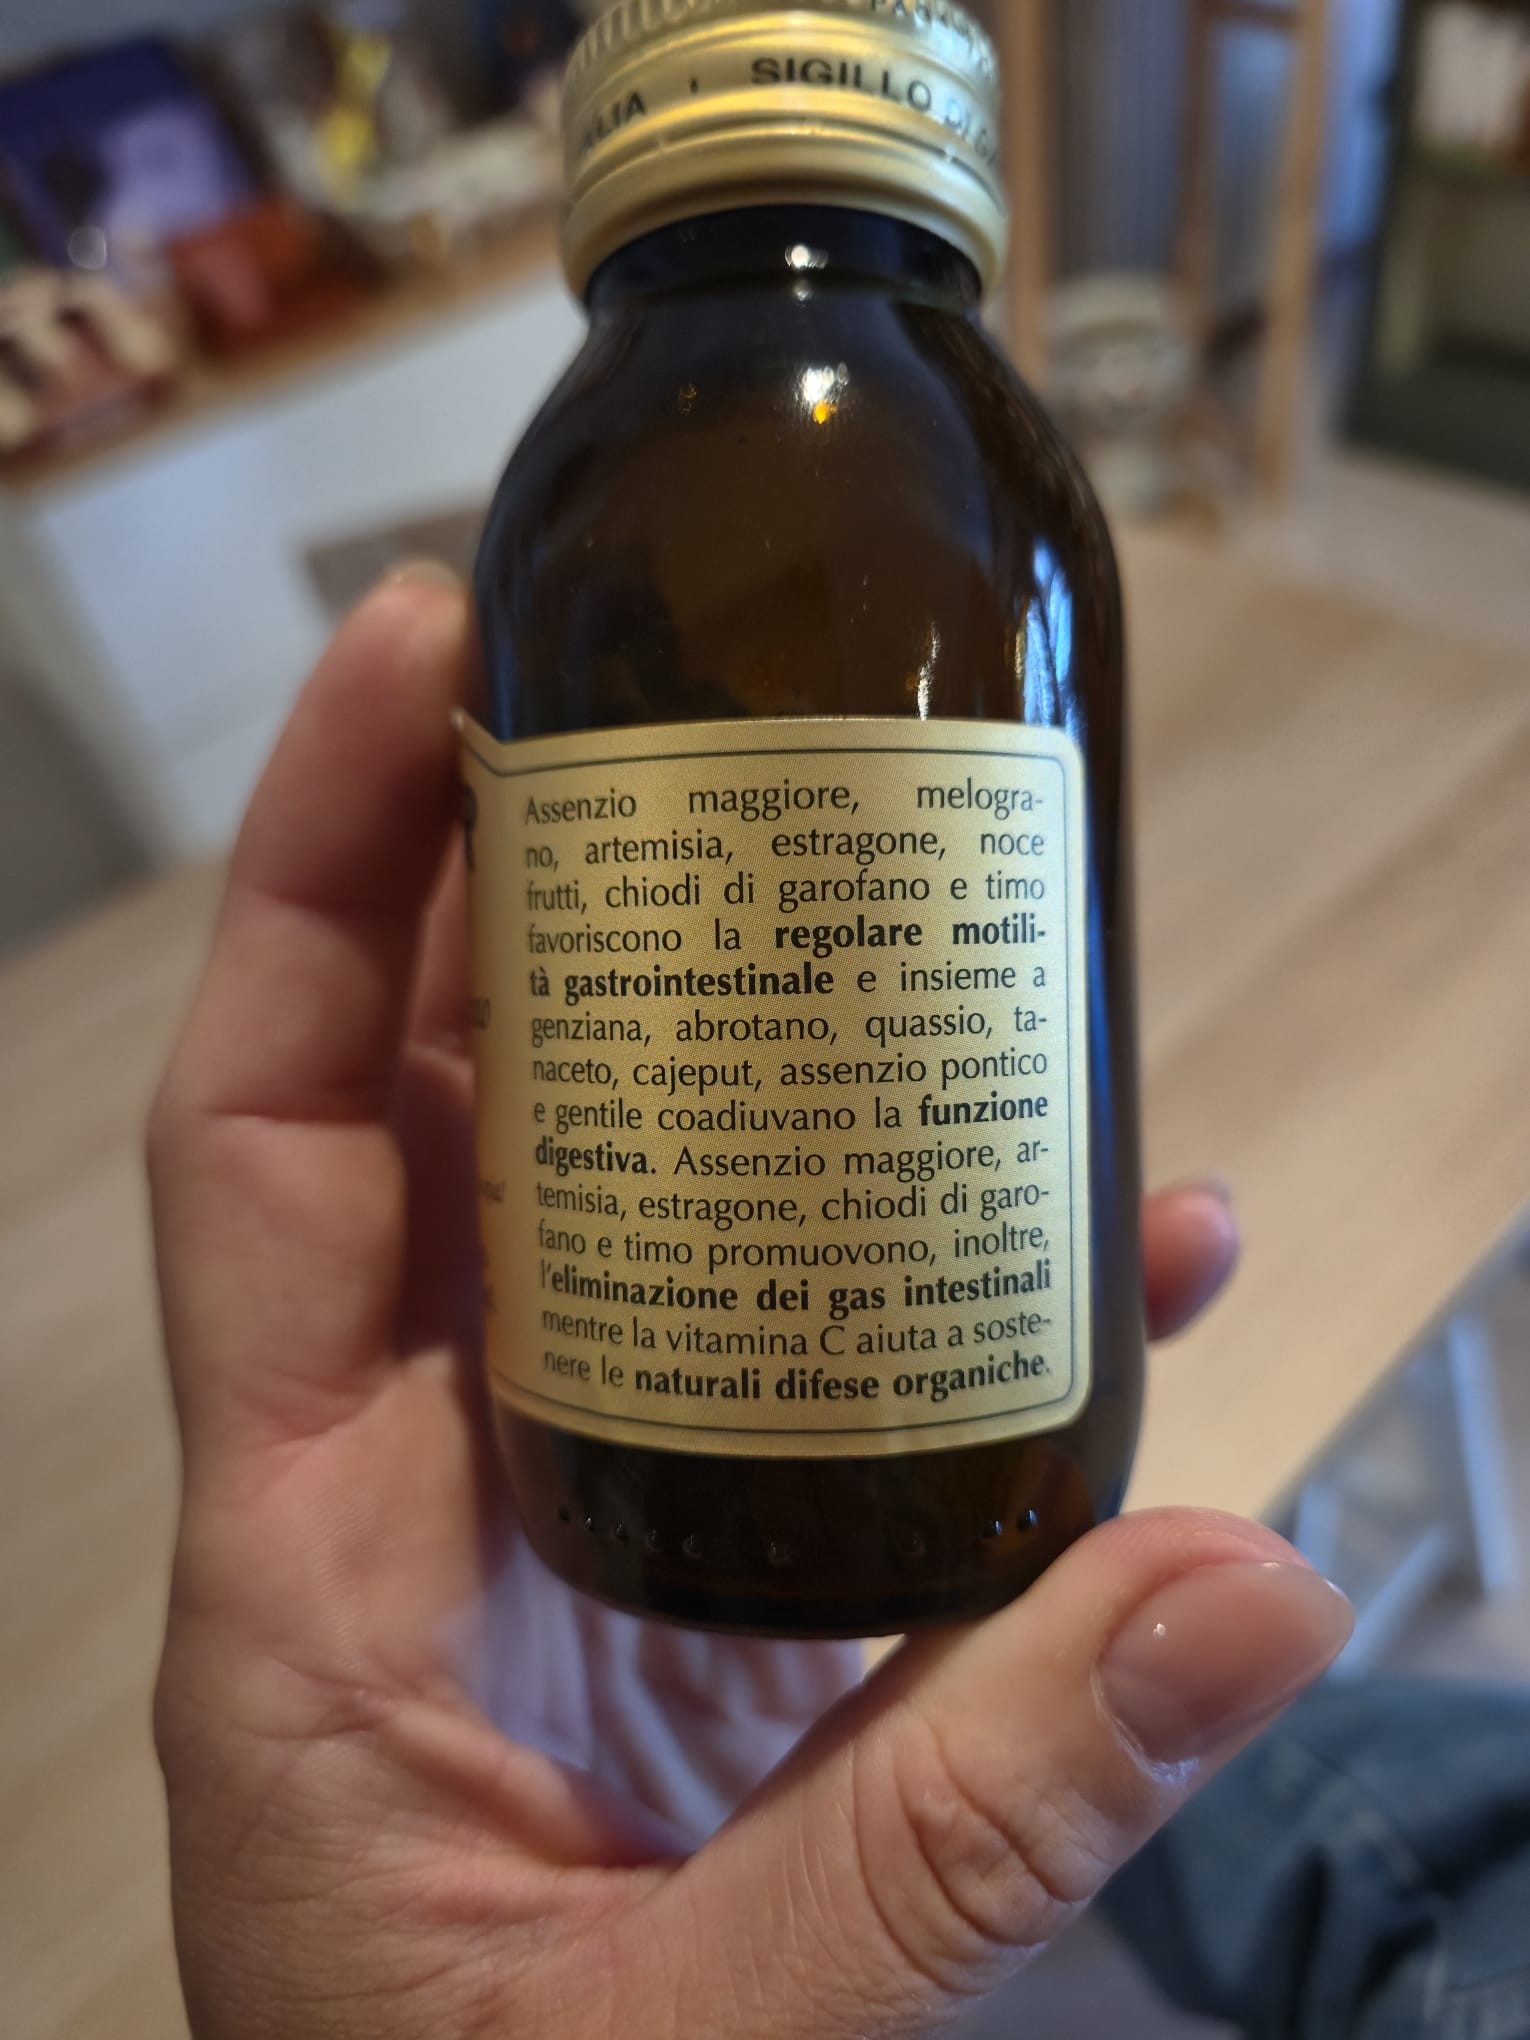 SIGILLO DI
Assenzio maggiore, melogra-
no, artemisia, estragone, noce
frutti, chiodi di garofano e timo
favoriscono la regolare motili-
tà gastrointestinale e insieme a
genziana, abrotano, quassio, ta-
naceto, cajeput, assenzio pontico
e gentile coadiuvano la funzione
digestiva. Assenzio maggiore, ar-
temisia, estragone, chiodi di garo-
fano e timo promuovono, inoltre,
l'eliminazione dei gas intestinali
mentre la vitamina C aiuta a soste-
nere le naturali difese organiche.